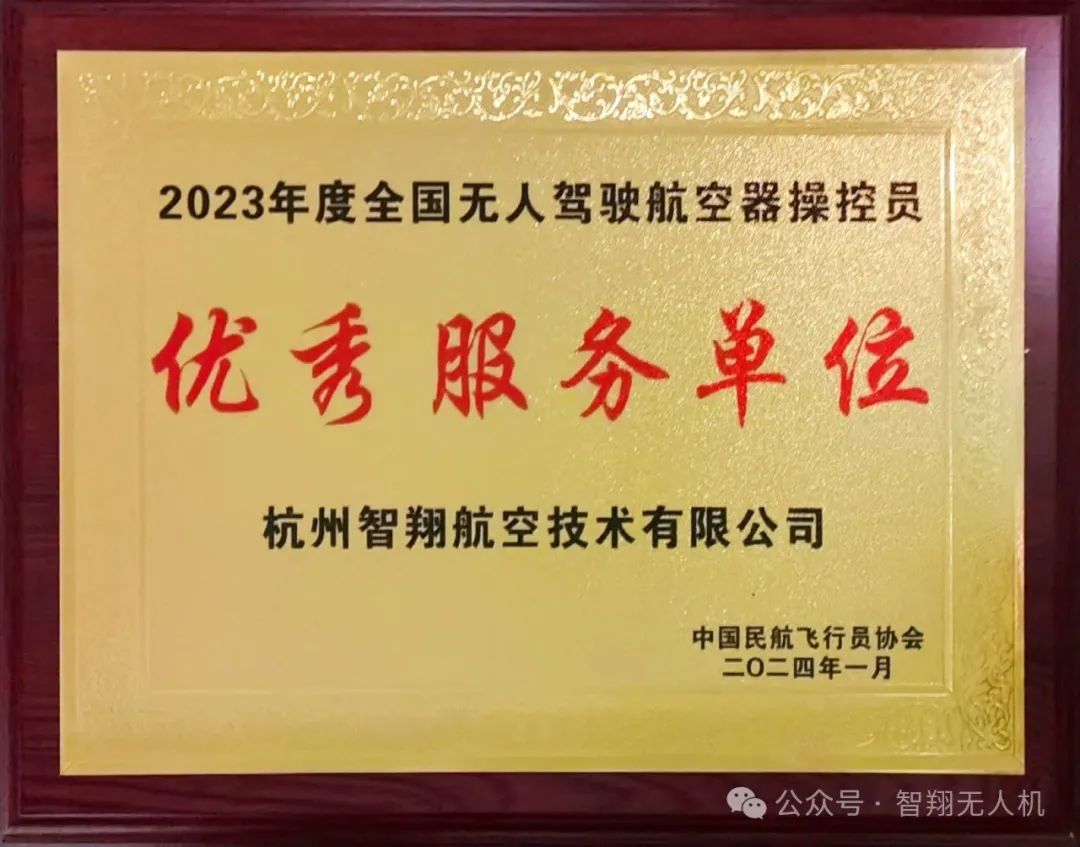 2023年度全国无人驾驶航空器操控员
优秀服务单位
杭州智翔航空技术有限公司
中国民航飞行员协会
二〇二四年一月
公众号·智翔无人机